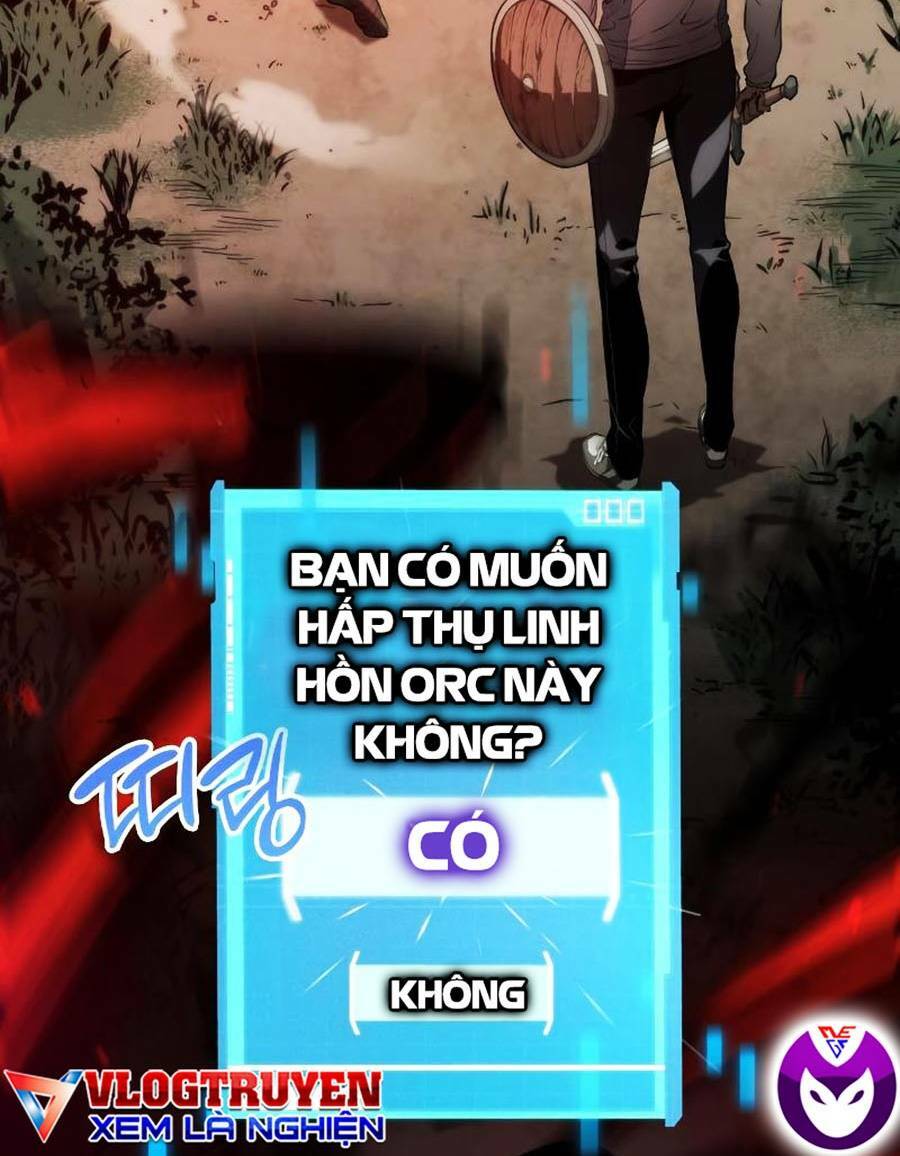 BẠN CÓ MUỐN
HẤP THỤ LINH
HỒN ORC NÀY
KHÔNG?
띠링
CÓ
KHÔNG
VLOGTRUYEN
XEM LÀ NGHIỆN